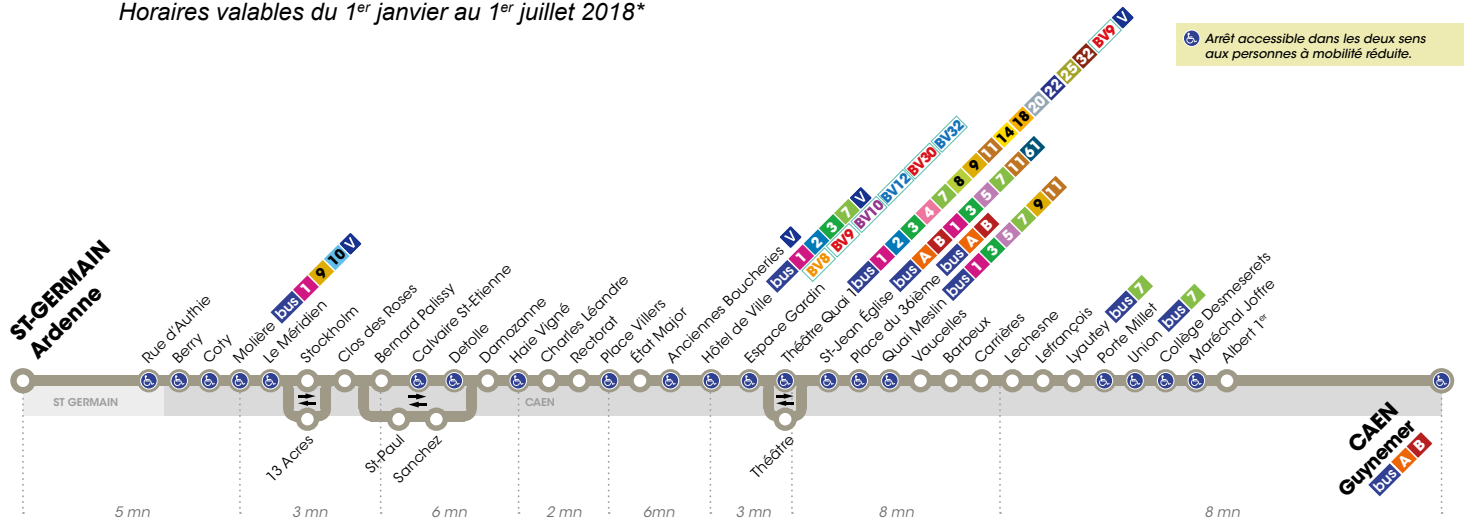 Horaires valables du 1er janvier au 1er juillet 2018*
Arrêt accessible dans les deux sens
aux personnes à mobilité réduite.
ST-GERMAIN
Ardenne
Rue d'Authie
Berry
Coty
Molière bus 1 9 10 V
Le Méridien
Stockholm
Clos des Roses
Bernard Palissy
Calvaire St-Etienne
Detolle
Damozanne
Haie Vigné
Charles Léandre
Rectorat
Place Villers
État Major
Anciennes Boucheries V
Hôtel de Ville bus 1 2 3 7 V
BV8 BV9 BV10 BV12 BV30 BV32
Espace Gardin
Théâtre Quai 1 bus 1 2 3 4 7 8 9 11 14 18 20 22 25 32 BV9 V
St-Jean Église bus A B 1 3 5 7 11 61
Place du 36ième bus A B
Quai Meslin bus 1 3 5 7 9 11
Vaucelles
Barbeux
Carrières
Lechesne
Lefrançois
Lyautey bus 7
Porte Millet
Union bus 7
Collège Desmeserets
Maréchal Joffre
Albert 1er
ST GERMAIN
CAEN
13 Acres
St-Paul
Sanchez
Théâtre
CAEN
Guynemer
bus A B
5 mn
3 mn
6 mn
2 mn
6mn
3 mn
8 mn
8 mn